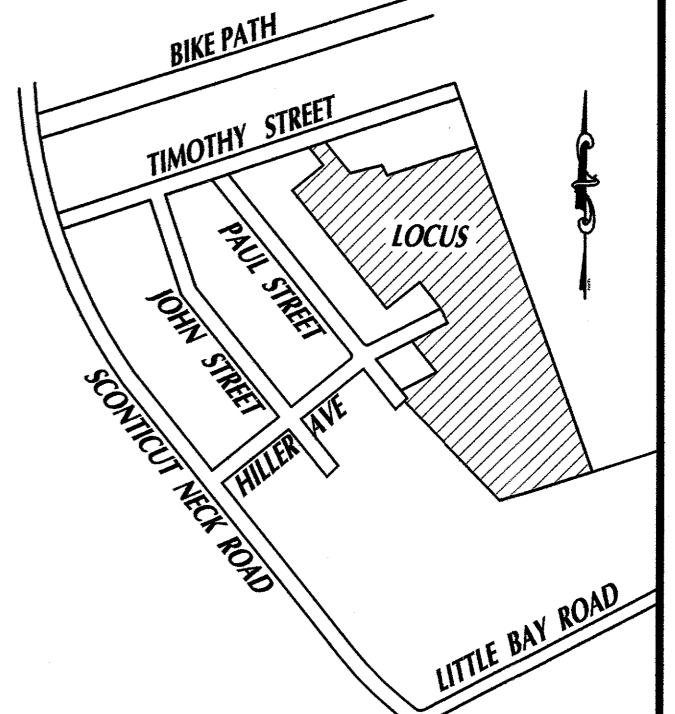 BIKE PATH
TIMOTHY STREET
LOCUS
PAUL STREET
JOHN STREET
HILLER AVE
SCONTICUT NECK ROAD
LITTLE BAY ROAD